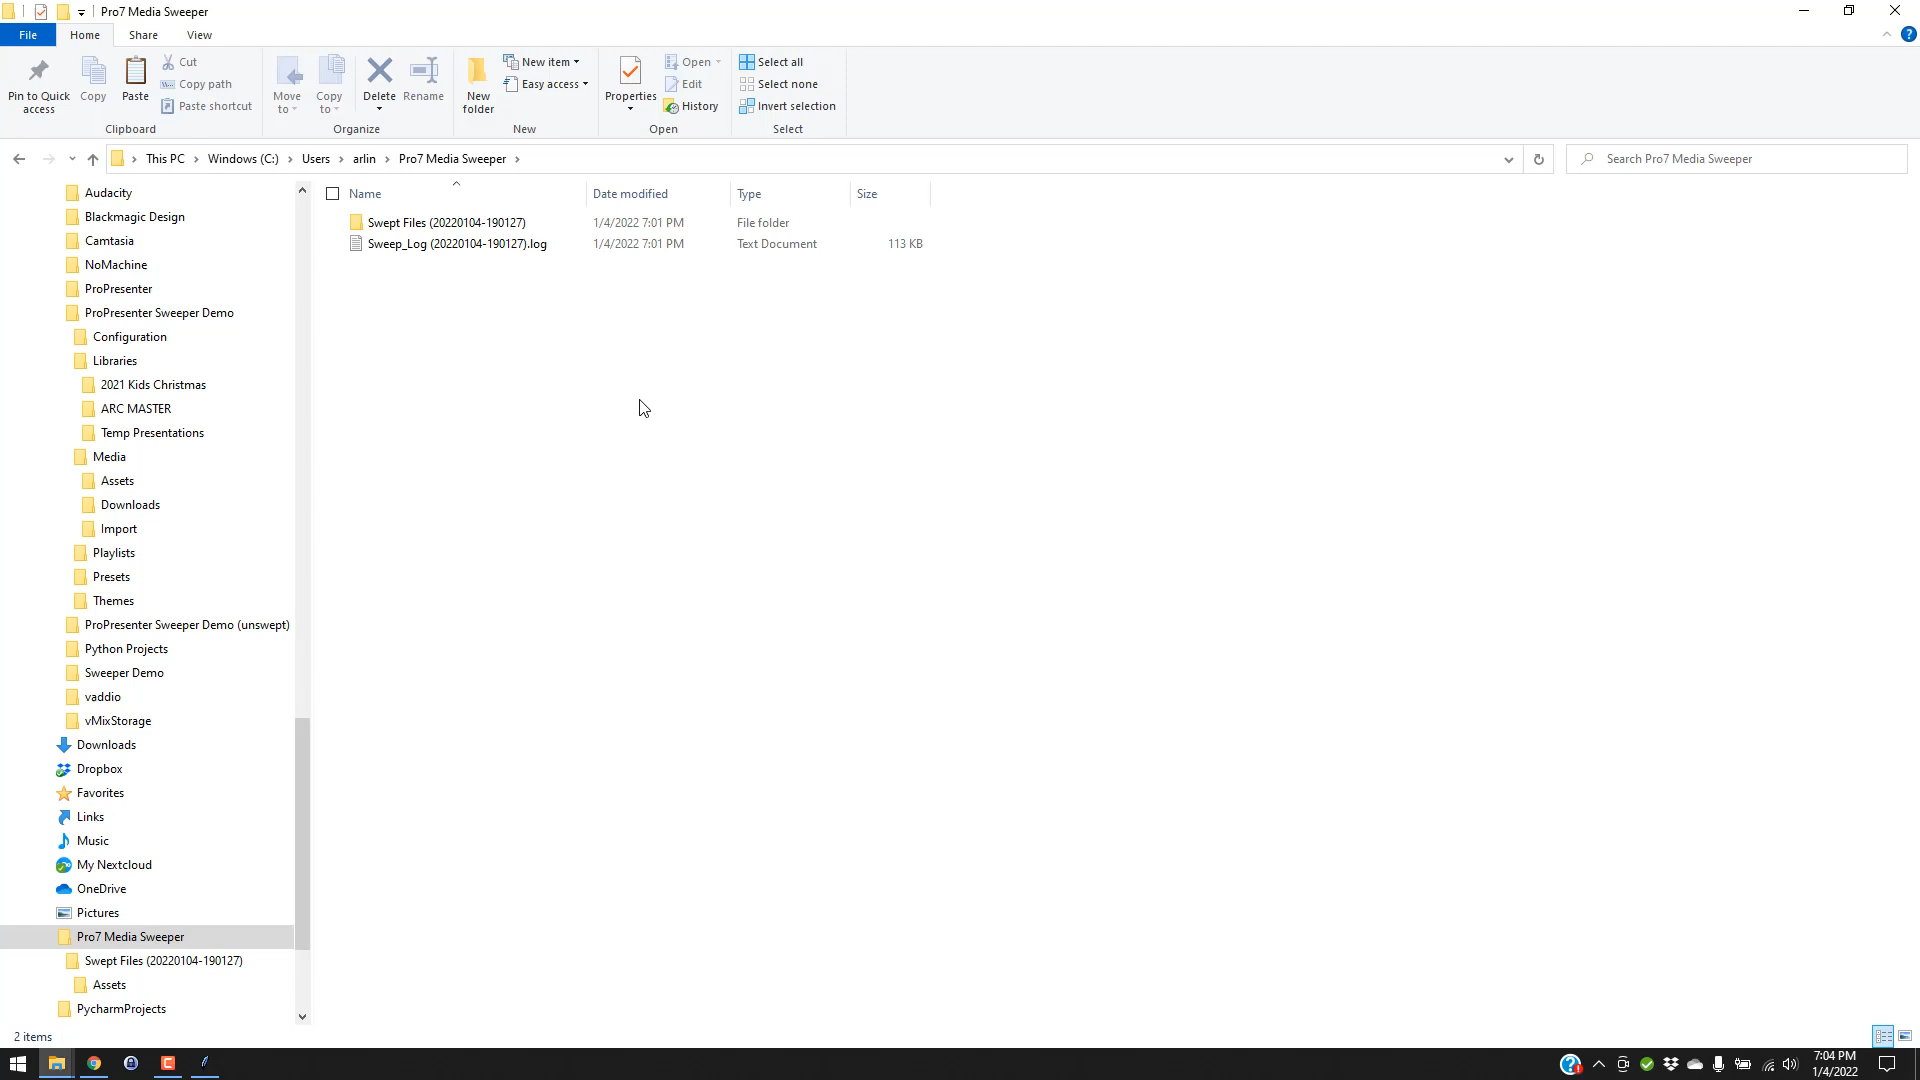 Pro7 Media Sweeper
File
Home
Share
View
Pin to Quick access
Copy
Paste
Cut
Copy path
Paste shortcut
Clipboard
Move to
Copy to
Delete
Rename
Organize
New folder
New item
Easy access
New
Properties
Open
Edit
History
Open
Select all
Select none
Invert selection
Select
This PC > Windows (C:) > Users > arlin > Pro7 Media Sweeper >
Search Pro7 Media Sweeper
Name
Date modified
Type
Size
Swept Files (20220104-190127) 1/4/2022 7:01 PM File folder
Sweep_Log (20220104-190127).log 1/4/2022 7:01 PM Text Document 113 KB
Audacity
Blackmagic Design
Camtasia
NoMachine
ProPresenter
ProPresenter Sweeper Demo
Configuration
Libraries
2021 Kids Christmas
ARC MASTER
Temp Presentations
Media
Assets
Downloads
Import
Playlists
Presets
Themes
ProPresenter Sweeper Demo (unswept)
Python Projects
Sweeper Demo
vaddio
vMixStorage
Downloads
Dropbox
Favorites
Links
Music
My Nextcloud
OneDrive
Pictures
Pro7 Media Sweeper
Swept Files (20220104-190127)
Assets
PycharmProjects
2 items
7:04 PM
1/4/2022